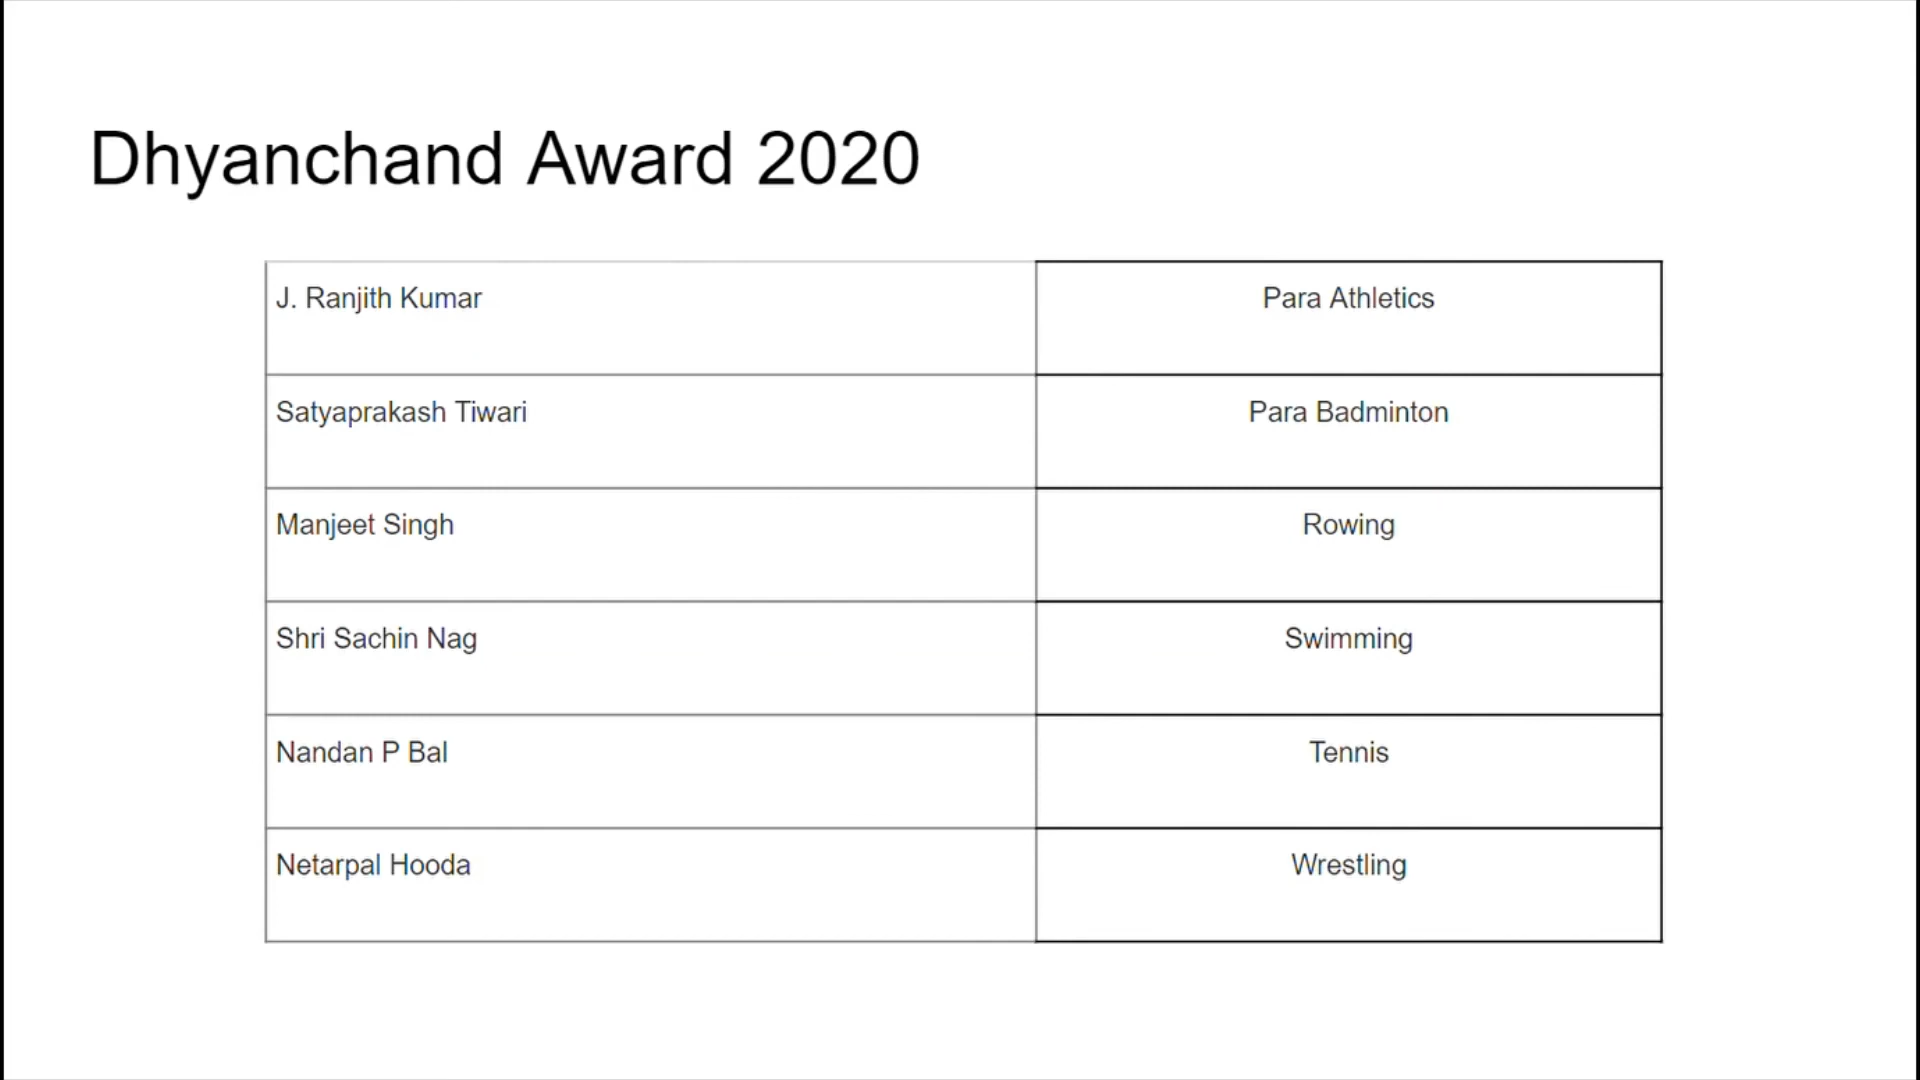 Dhyanchand Award 2020
J. Ranjith Kumar Para Athletics
Satyaprakash Tiwari Para Badminton
Manjeet Singh Rowing
Shri Sachin Nag Swimming
Nandan P Bal Tennis
Netarpal Hooda Wrestling